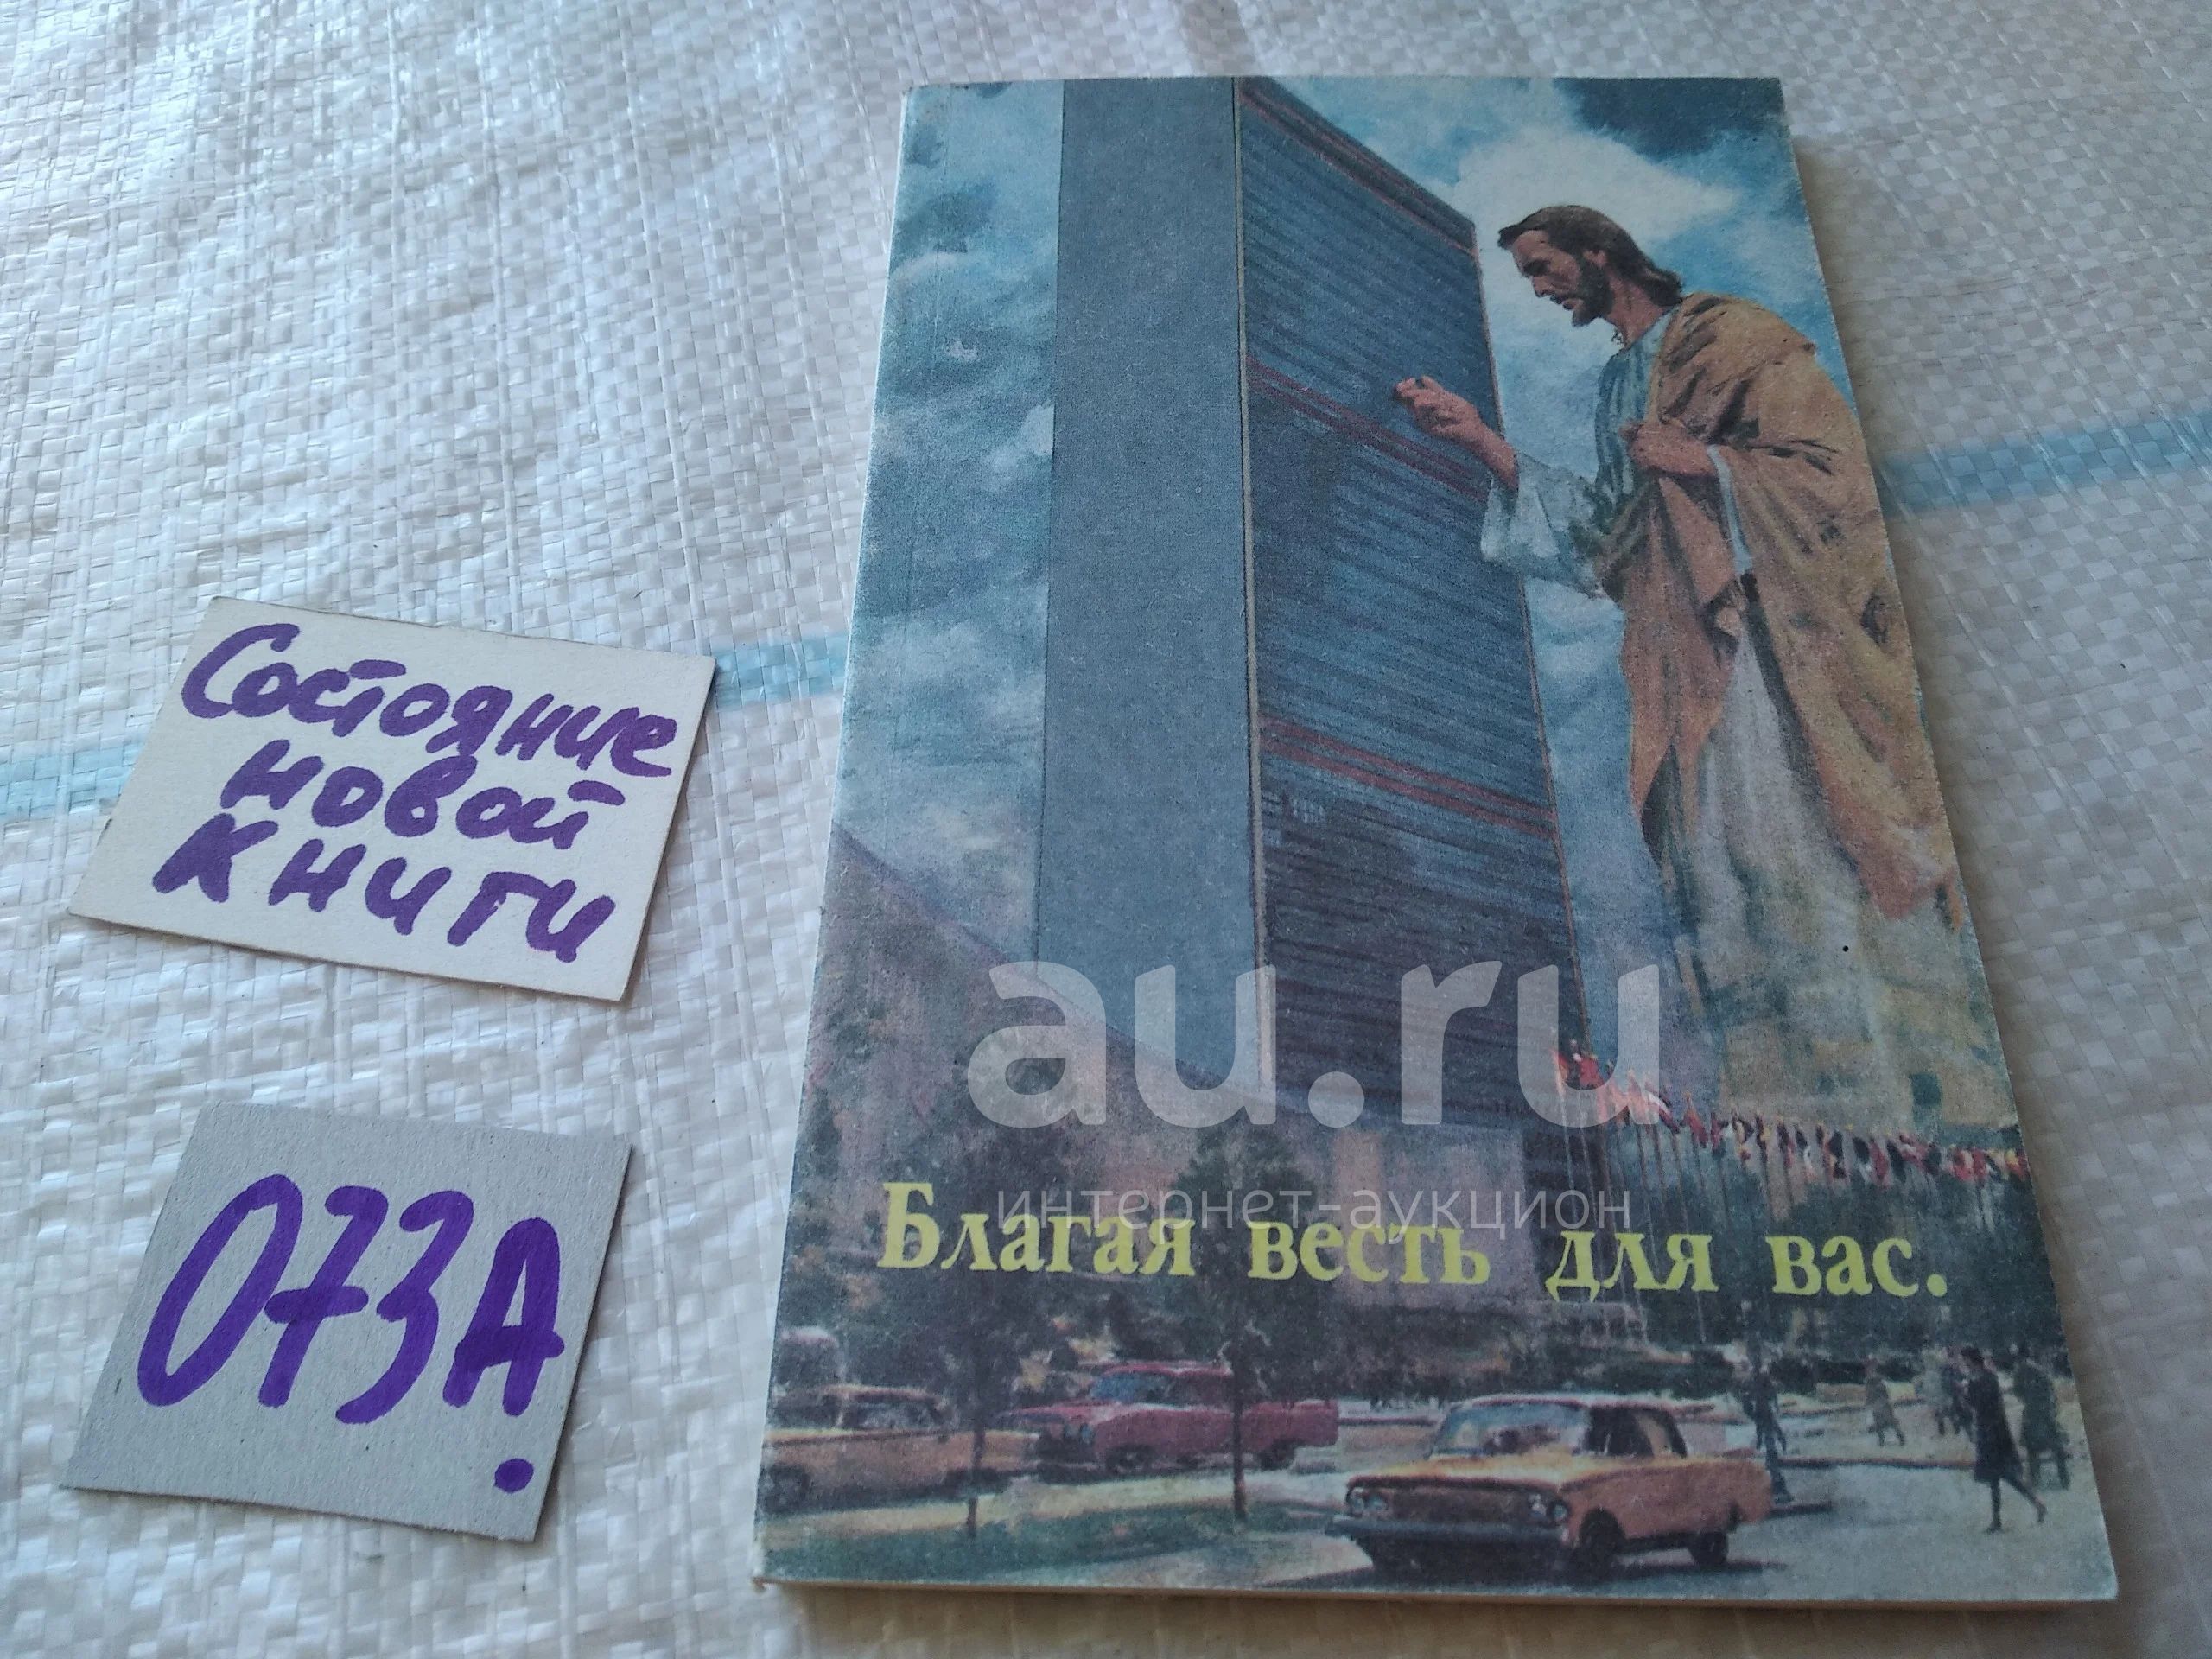 Состояние
новой
книги
073А.
au.ru
интернет-аукцион
Благая весть для вас.